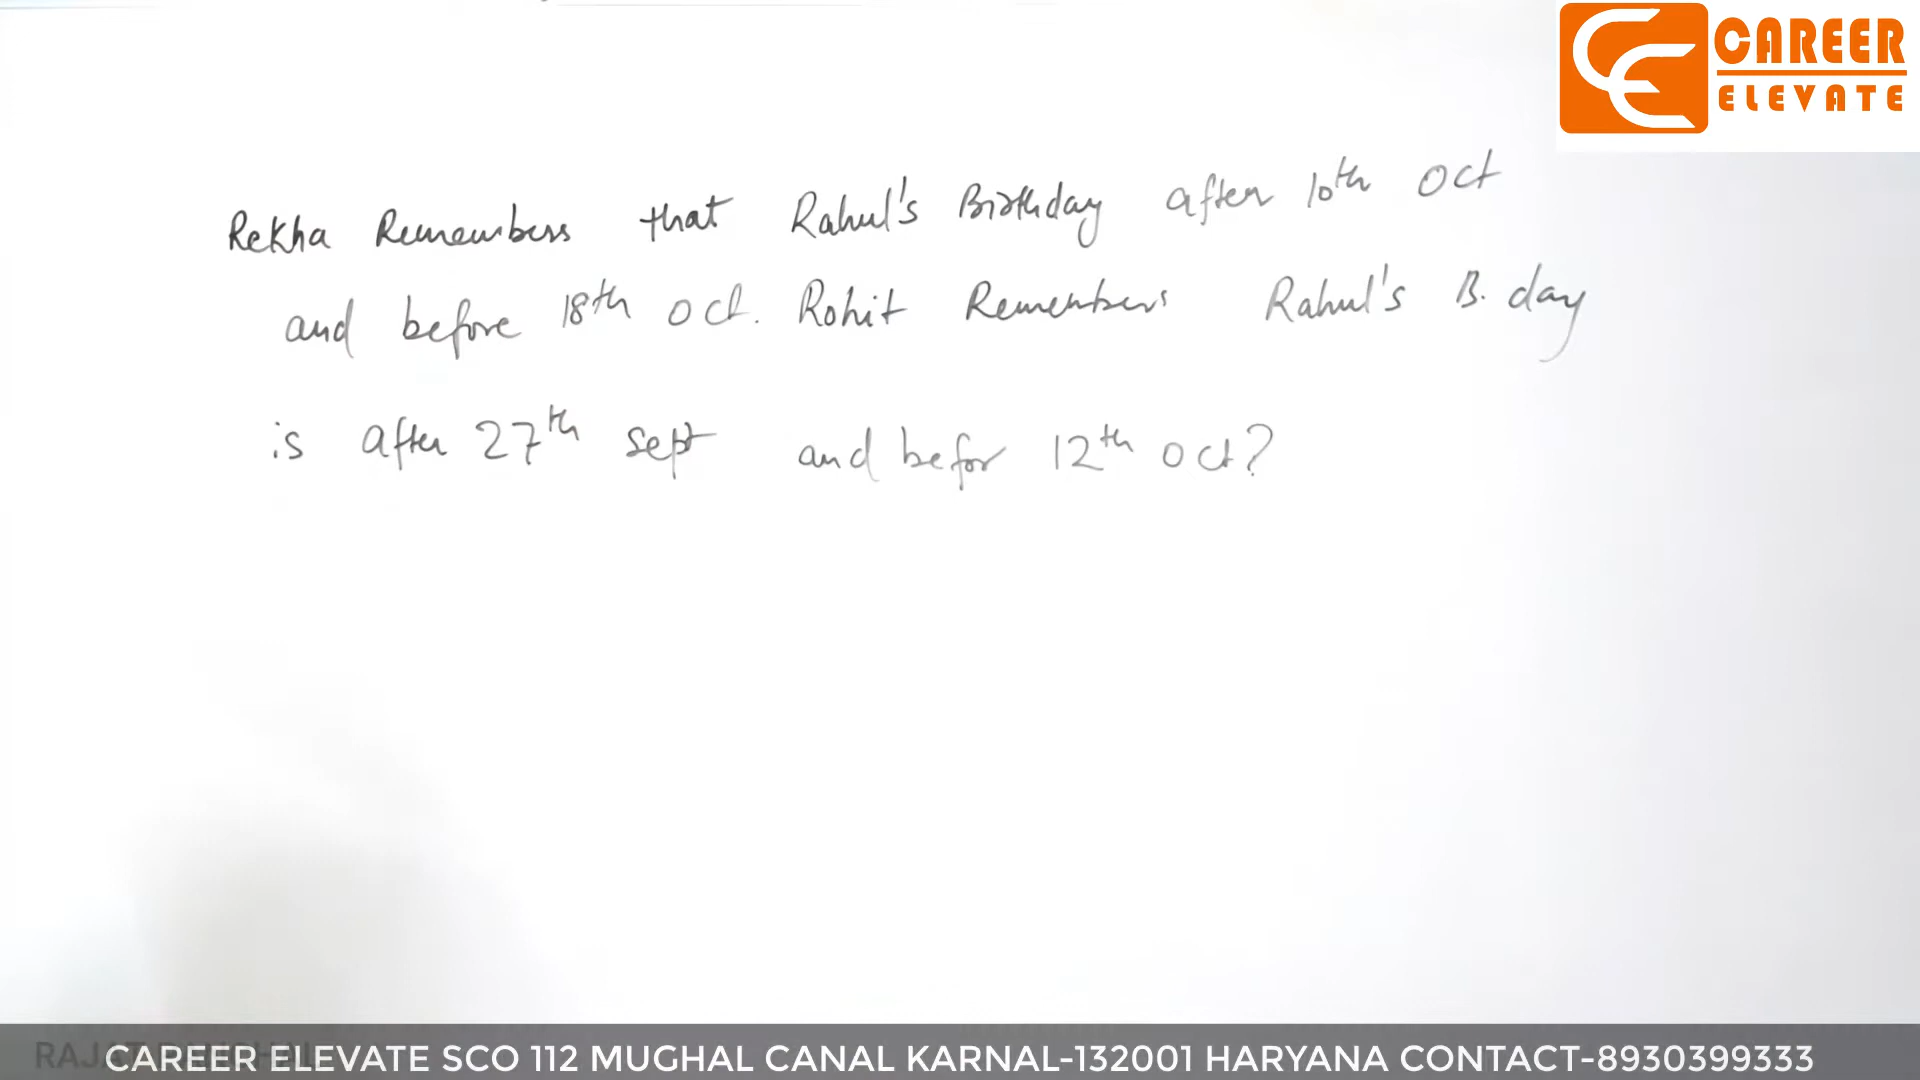 CAREER
ELEVATE
Rekha Remembers that Rahul's Birthday after 10th Oct
and before 18th Oct. Rohit Remembers Rahul's B. day
is after 27th sept and befor 12th Oct?
CAREER ELEVATE SCO 112 MUGHAL CANAL KARNAL-132001 HARYANA CONTACT-8930399333